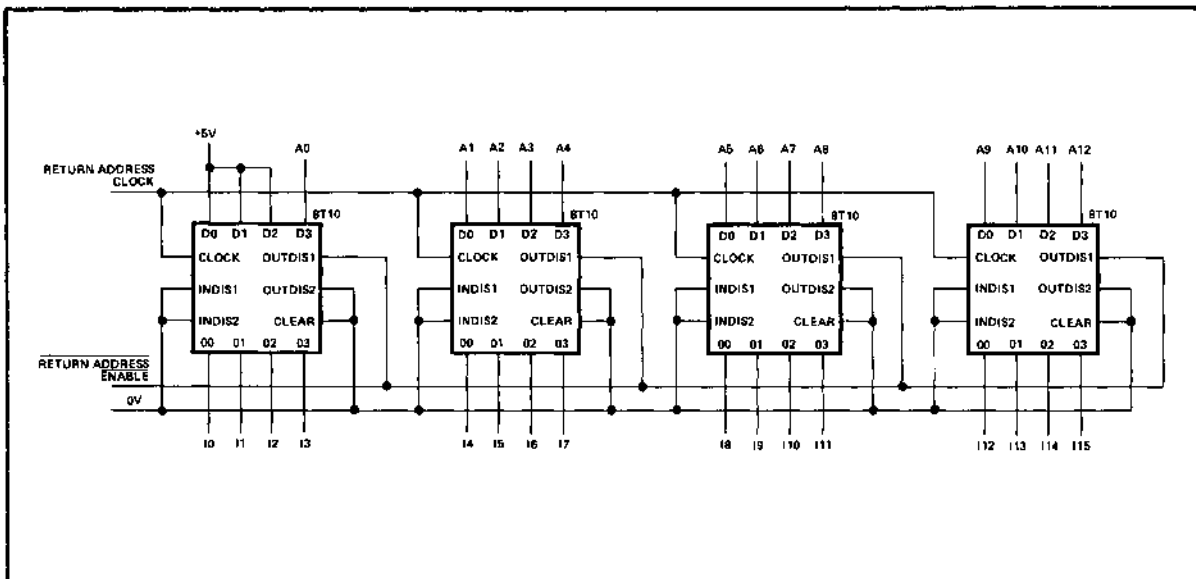 +5V A0 A1 A2 A3 A4 A5 A6 A7 A8 A9 A10 A11 A12
RETURN ADDRESS
CLOCK
8T10 8T10 8T10 8T10
D0 D1 D2 D3 D0 D1 D2 D3 D0 D1 D2 D3 D0 D1 D2 D3
CLOCK OUTDIS1 CLOCK OUTDIS1 CLOCK OUTDIS1 CLOCK OUTDIS1
INDIS1 OUTDIS2 INDIS1 OUTDIS2 INDIS1 OUTDIS2 INDIS1 OUTDIS2
INDIS2 CLEAR INDIS2 CLEAR INDIS2 CLEAR INDIS2 CLEAR
00 01 02 03 00 01 02 03 00 01 02 03 00 01 02 03
RETURN ADDRESS
ENABLE
0V
I0 I1 I2 I3 I4 I5 I6 I7 I8 I9 I10 I11 I12 I13 I14 I15